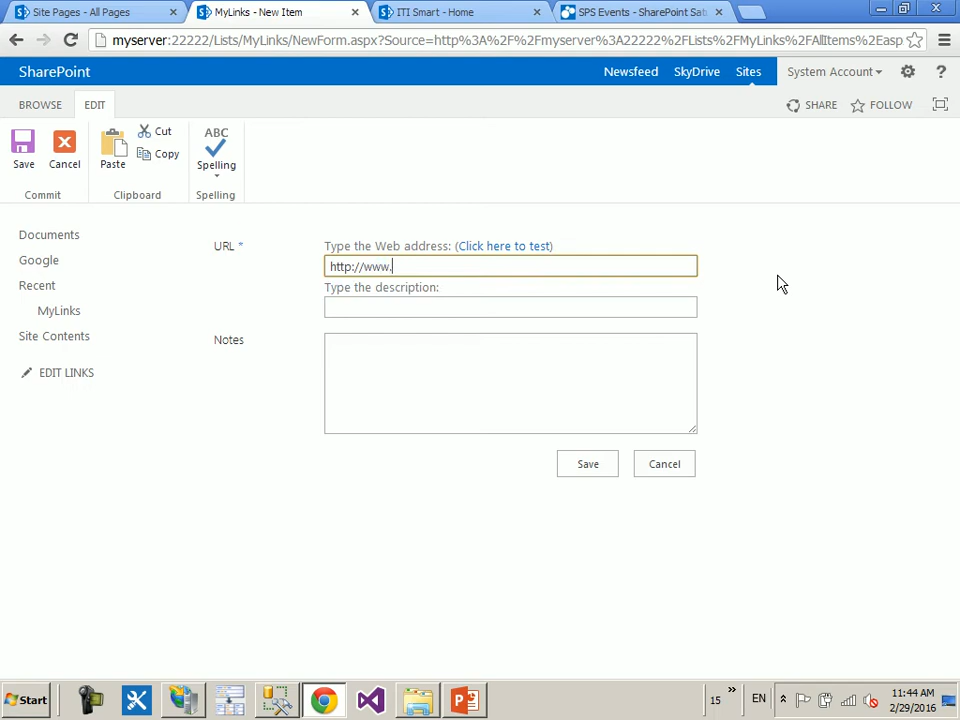 Site Pages - All Pages
MyLinks - New Item
ITI Smart - Home
SPS Events - SharePoint Sat
myserver:22222/Lists/MyLinks/NewForm.aspx?Source=http%3A%2F%2Fmyserver%3A22222%2FLists%2FMyLinks%2FAllItems%2Easp
SharePoint
Newsfeed SkyDrive Sites System Account ?
BROWSE EDIT SHARE FOLLOW
Save
Cancel
Paste
Cut
Copy
ABC
Spelling
Commit Clipboard Spelling
Documents
Google
Recent
MyLinks
Site Contents
EDIT LINKS
URL *
Type the Web address: (Click here to test)
http://www.
Type the description:
Notes
Save Cancel
Start
15 » EN
11:44 AM
2/29/2016